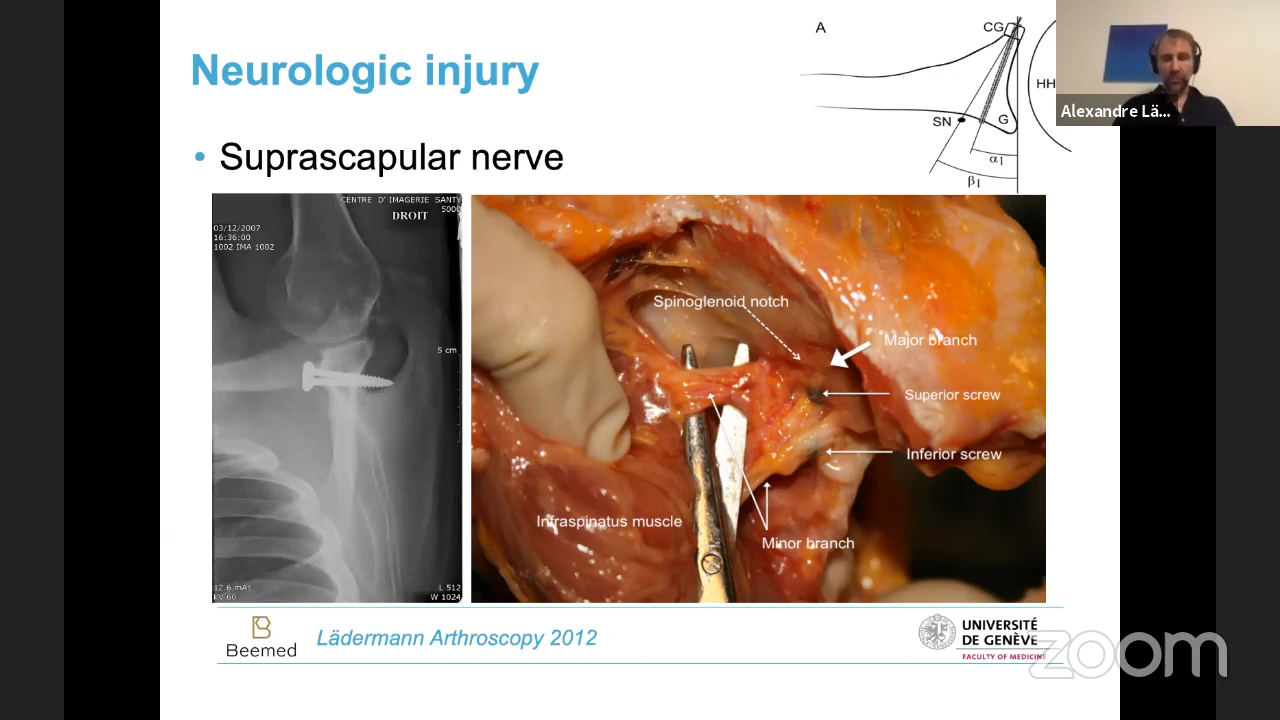 Neurologic injury
• Suprascapular nerve
A
CG
HH
SN
G
α1
β1
Alexandre Lä...
CENTRE D'IMAGERIE SANTY
5000
DROIT
03/12/2007
16:36:00
1002 IMA 1002
5 cm
12.6 mAs
kV 60
L 512
W 1024
Spinoglenoid notch
Major branch
Superior screw
Inferior screw
Infraspinatus muscle
Minor branch
Beemed
Lädermann Arthroscopy 2012
UNIVERSITÉ
DE GENÈVE
FACULTY OF MEDICINE
zoom